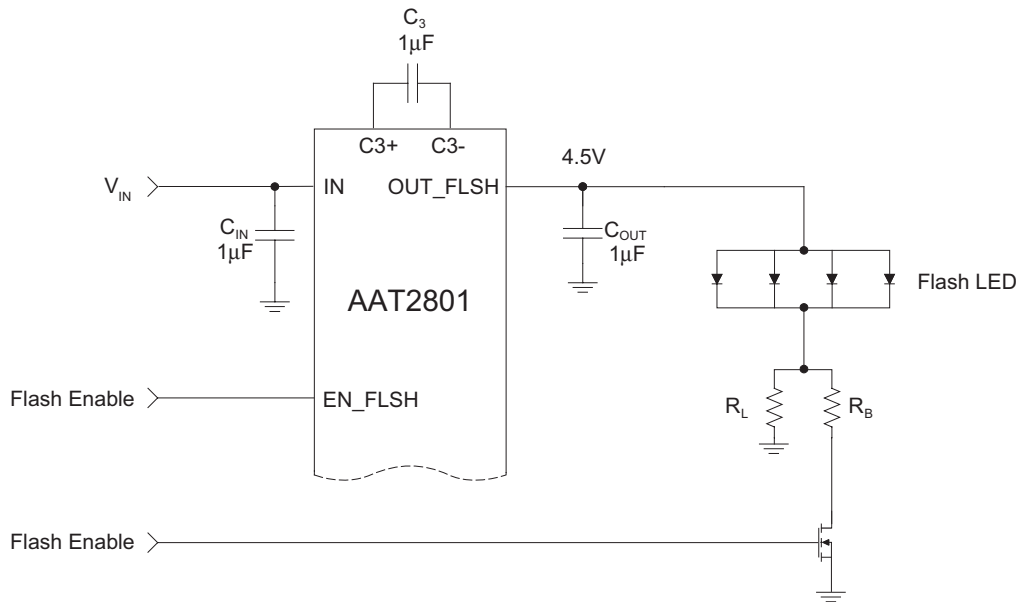 C3
1μF
C3+ C3-
4.5V
VIN
IN
OUT_FLSH
CIN
1μF
COUT
1μF
AAT2801
Flash LED
Flash Enable
EN_FLSH
RL
RB
Flash Enable